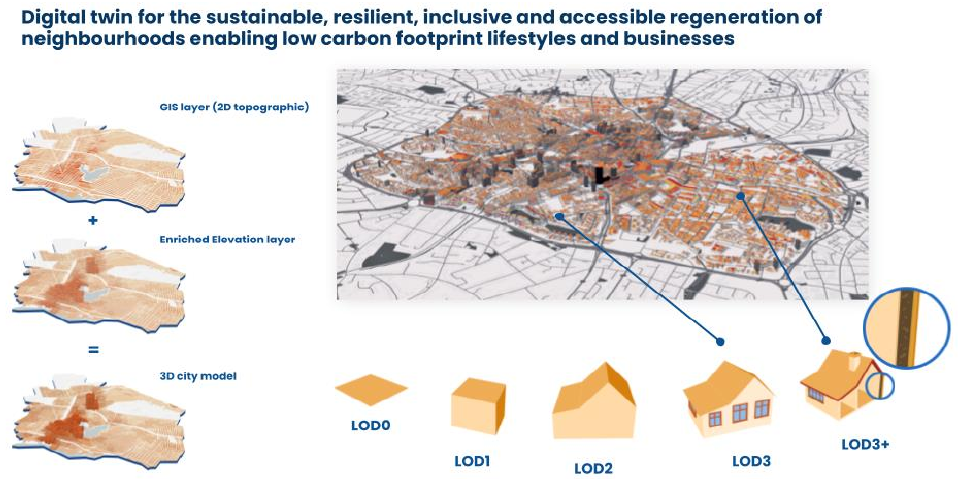 Digital twin for the sustainable, resilient, inclusive and accessible regeneration of
neighbourhoods enabling low carbon footprint lifestyles and businesses
GIS layer (2D topographic)
+
Enriched Elevation layer
=
3D city model
LOD0
LOD1
LOD2
LOD3
LOD3+